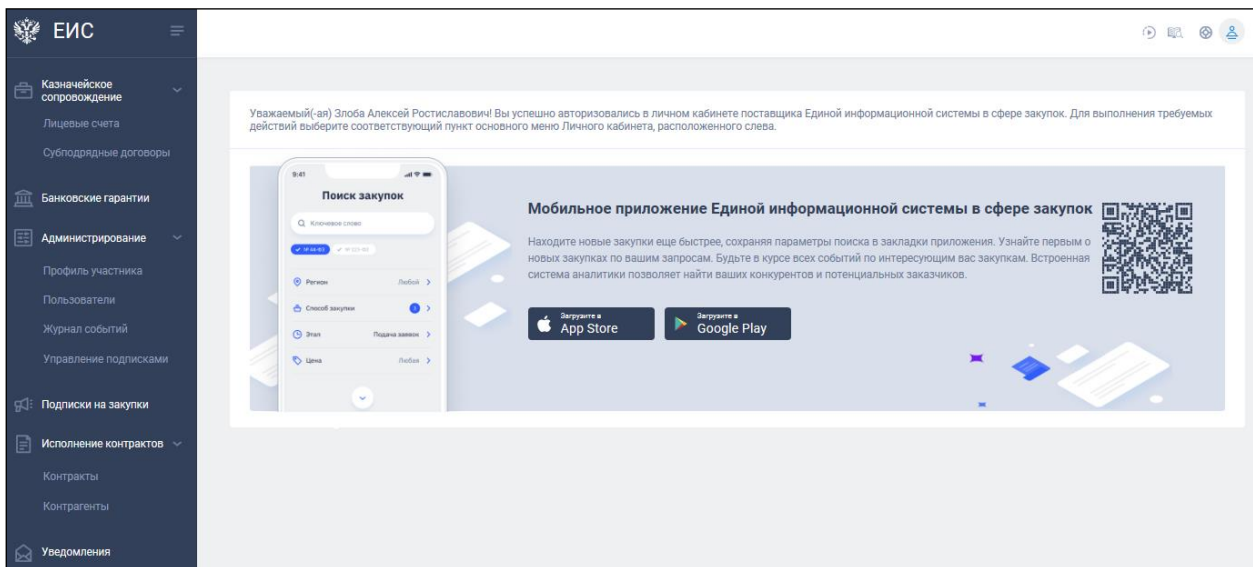 ЕИС
Казначейское
сопровождение
Лицевые счета
Субподрядные договоры
Банковские гарантии
Администрирование
Профиль участника
Пользователи
Журнал событий
Управление подписками
Подписки на закупки
Исполнение контрактов
Контракты
Контрагенты
Уведомления
Уважаемый(-ая) Злоба Алексей Ростиславович! Вы успешно авторизовались в личном кабинете поставщика Единой информационной системы в сфере закупок. Для выполнения требуемых
действий выберите соответствующий пункт основного меню Личного кабинета, расположенного слева.
9:41
Поиск закупок
Ключевое слово
№ 44-ФЗ № 223-ФЗ
Регион Любой
Способ закупки
Этап Подача заявок
Цена Любая
Мобильное приложение Единой информационной системы в сфере закупок
Находите новые закупки еще быстрее, сохраняя параметры поиска в закладки приложения. Узнайте первым о
новых закупках по вашим запросам. Будьте в курсе всех событий по интересующим вас закупкам. Встроенная
система аналитики позволяет найти ваших конкурентов и потенциальных заказчиков.
Загрузите в
App Store
Загрузите в
Google Play